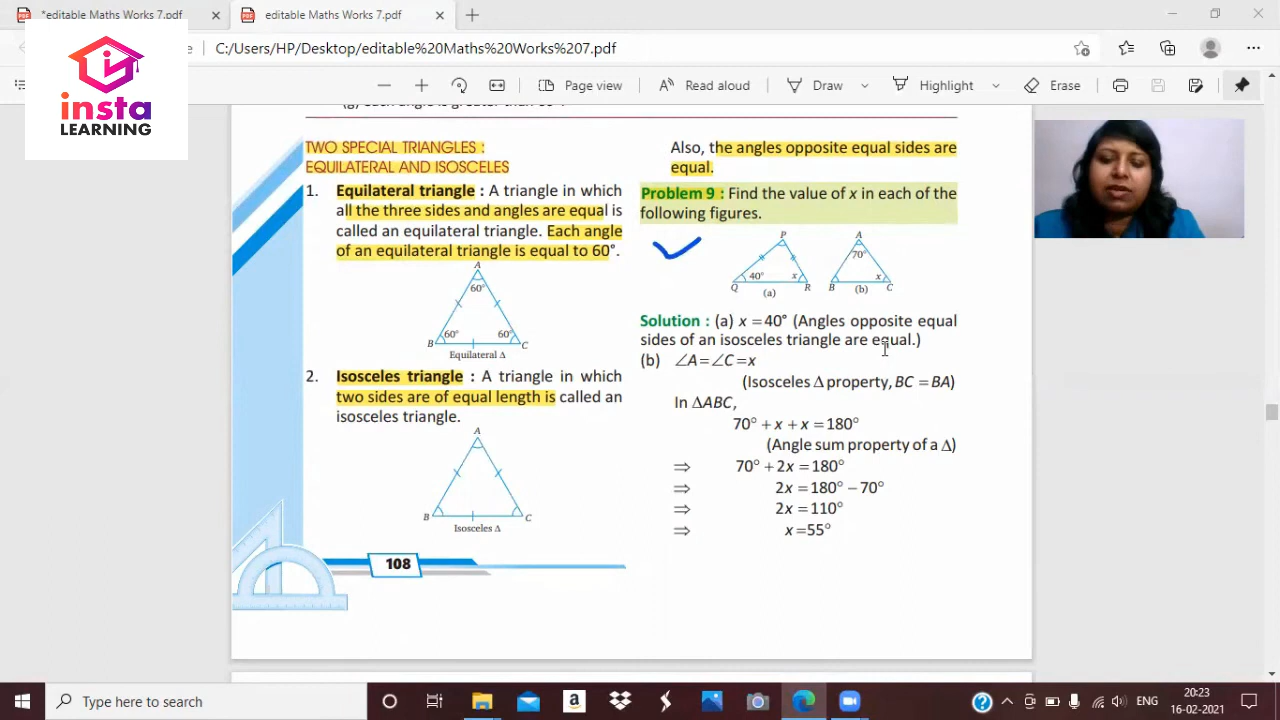 *editable Maths Works 7.pdf
editable Maths Works 7.pdf
C:/Users/HP/Desktop/editable%20Maths%20Works%207.pdf
insta
LEARNING
Page view
Read aloud
Draw
Highlight
Erase
TWO SPECIAL TRIANGLES :
EQUILATERAL AND ISOSCELES
1. Equilateral triangle : A triangle in which
all the three sides and angles are equal is
called an equilateral triangle. Each angle
of an equilateral triangle is equal to 60°.
A
60°
60° 60°
B C
Equilateral Δ
2. Isosceles triangle : A triangle in which
two sides are of equal length is called an
isosceles triangle.
A
B C
Isosceles Δ
108
Also, the angles opposite equal sides are
equal.
Problem 9 : Find the value of x in each of the
following figures.
P A
70°
40° x x
Q R B C
(a) (b)
Solution : (a) x = 40° (Angles opposite equal
sides of an isosceles triangle are equal.)
(b) ∠A = ∠C = x
(Isosceles Δ property, BC = BA)
In ΔABC,
70° + x + x = 180°
(Angle sum property of a Δ)
⇒ 70° + 2x = 180°
⇒ 2x = 180° − 70°
⇒ 2x = 110°
⇒ x = 55°
Type here to search
ENG
20:23
16-02-2021